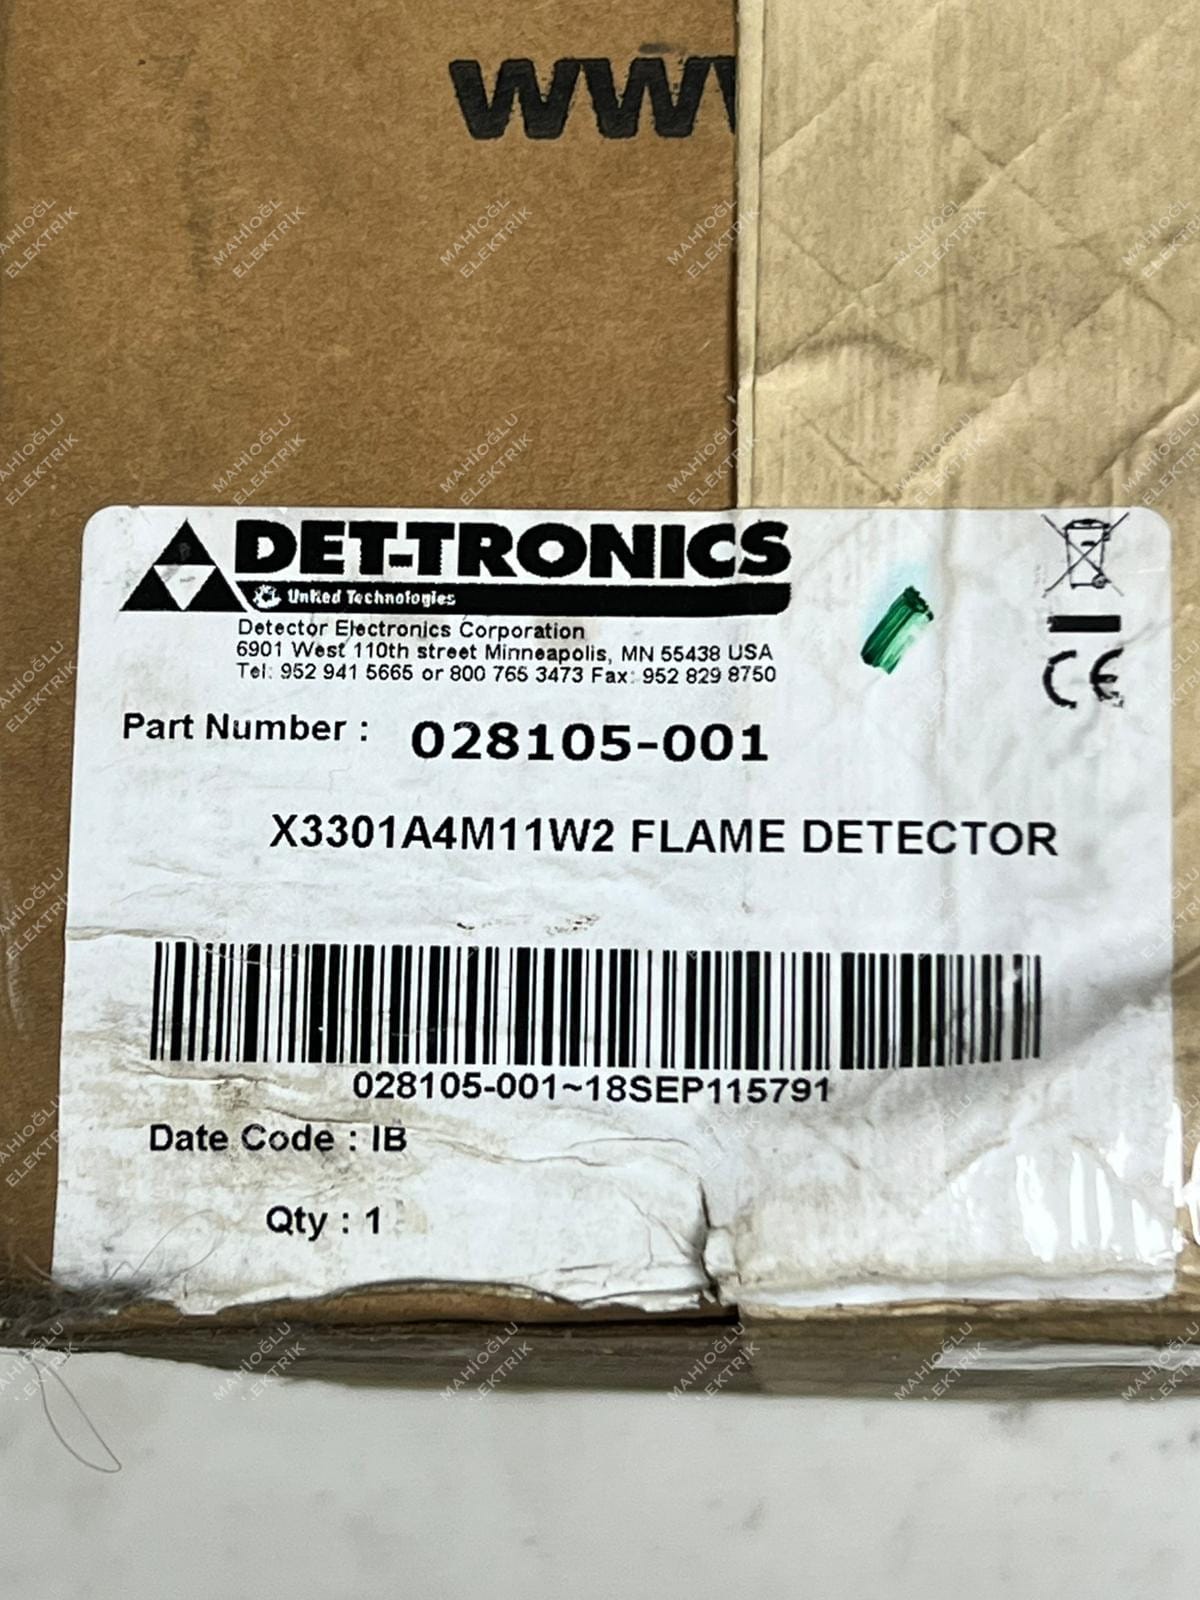 www
DET-TRONICS
United Technologies
Detector Electronics Corporation
6901 West 110th street Minneapolis, MN 55438 USA
Tel: 952 941 5665 or 800 765 3473 Fax: 952 829 8750
CE
Part Number : 028105-001
X3301A4M11W2 FLAME DETECTOR
028105-001~18SEP115791
Date Code : IB
Qty : 1
MAHİOĞLU
ELEKTRİK